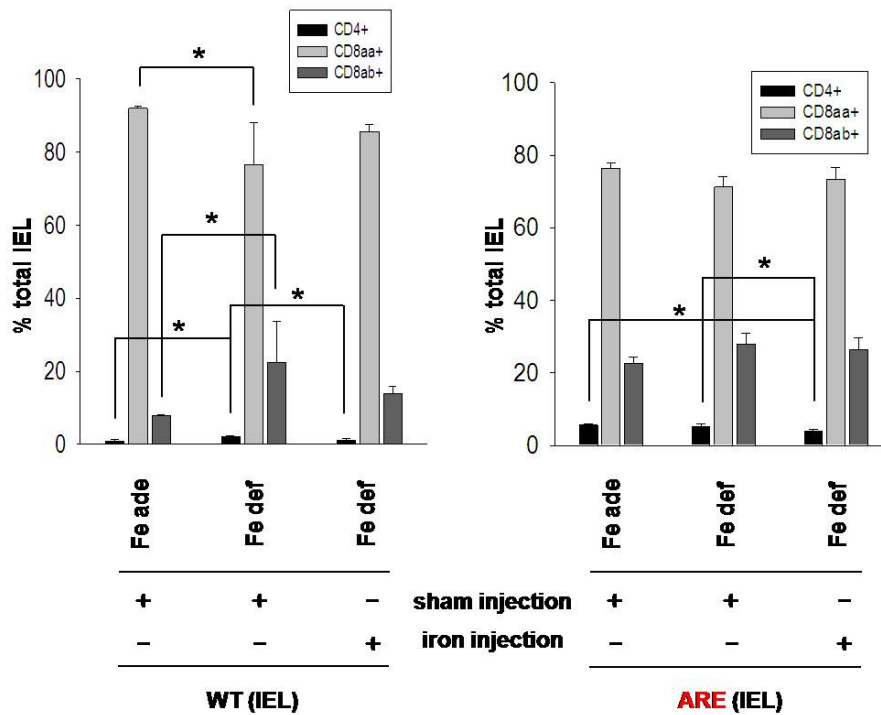 CD4+
CD8aa+
CD8ab+
*
100
80
60
40
20
0
% total IEL
*
*
*
Fe ade
Fe def
Fe def
CD4+
CD8aa+
CD8ab+
100
80
60
40
20
0
% total IEL
*
*
Fe ade
Fe def
Fe def
+ + – sham injection + + –
– – + iron injection – – +
WT (IEL)
ARE (IEL)